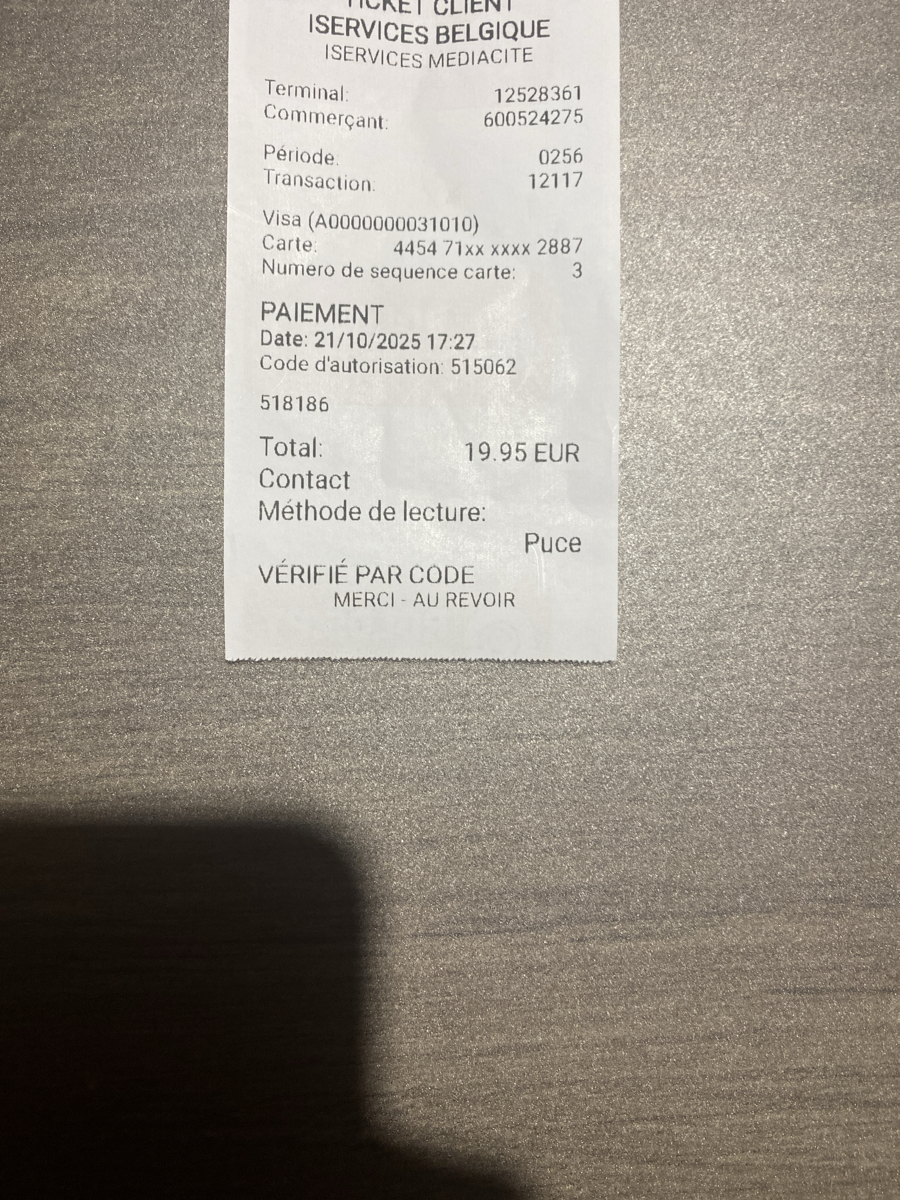 TICKET CLIENT
ISERVICES BELGIQUE
ISERVICES MEDIACITE
Terminal: 12528361
Commerçant: 600524275
Période: 0256
Transaction: 12117
Visa (A0000000031010)
Carte: 4454 71xx xxxx 2887
Numero de sequence carte: 3
PAIEMENT
Date: 21/10/2025 17:27
Code d'autorisation: 515062
518186
Total: 19.95 EUR
Contact
Méthode de lecture:
Puce
VÉRIFIÉ PAR CODE
MERCI - AU REVOIR